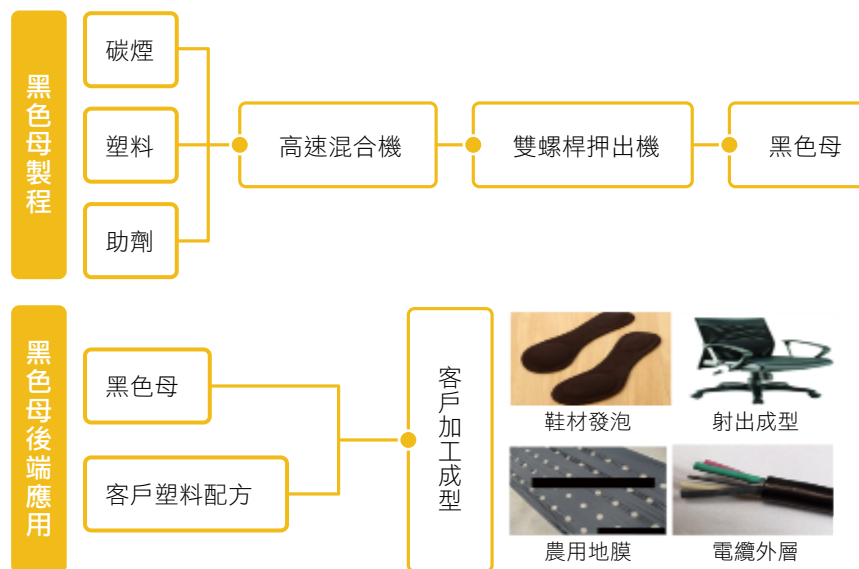 黑色母製程
碳煙
塑料
助劑
高速混合機
雙螺桿押出機
黑色母
黑色母後端應用
黑色母
客戶塑料配方
客戶加工成型
鞋材發泡
射出成型
農用地膜
電纜外層